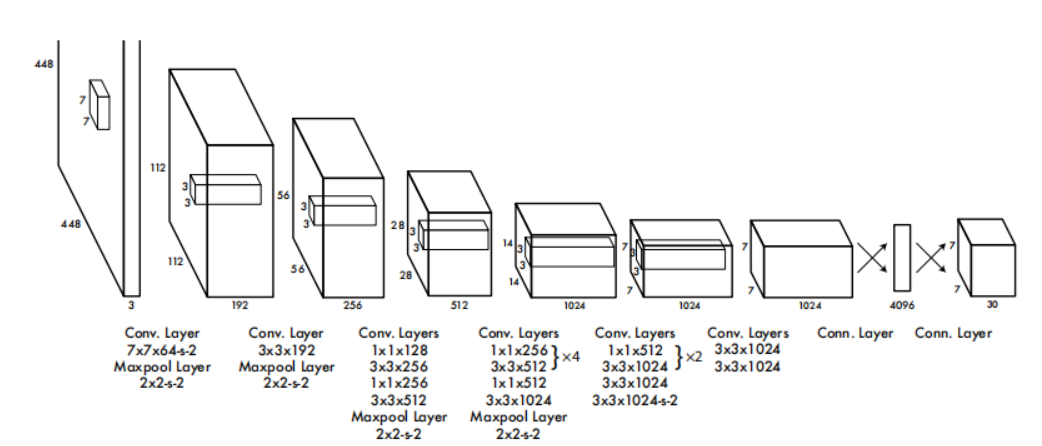 448
7
7
448
3
112
3
3
112
192
56
3
3
56
256
28
3
3
28
512
14
3
3
14
1024
7
3
3
7
1024
7
7
1024
4096
7
7
30
Conv. Layer
7x7x64-s-2
Maxpool Layer
2x2-s-2
Conv. Layer
3x3x192
Maxpool Layer
2x2-s-2
Conv. Layers
1x1x128
3x3x256
1x1x256
3x3x512
Maxpool Layer
2x2-s-2
Conv. Layers
1x1x256
3x3x512
}×4
1x1x512
3x3x1024
Maxpool Layer
2x2-s-2
Conv. Layers
1x1x512
3x3x1024
}×2
3x3x1024
3x3x1024-s-2
Conv. Layers
3x3x1024
3x3x1024
Conn. Layer
Conn. Layer